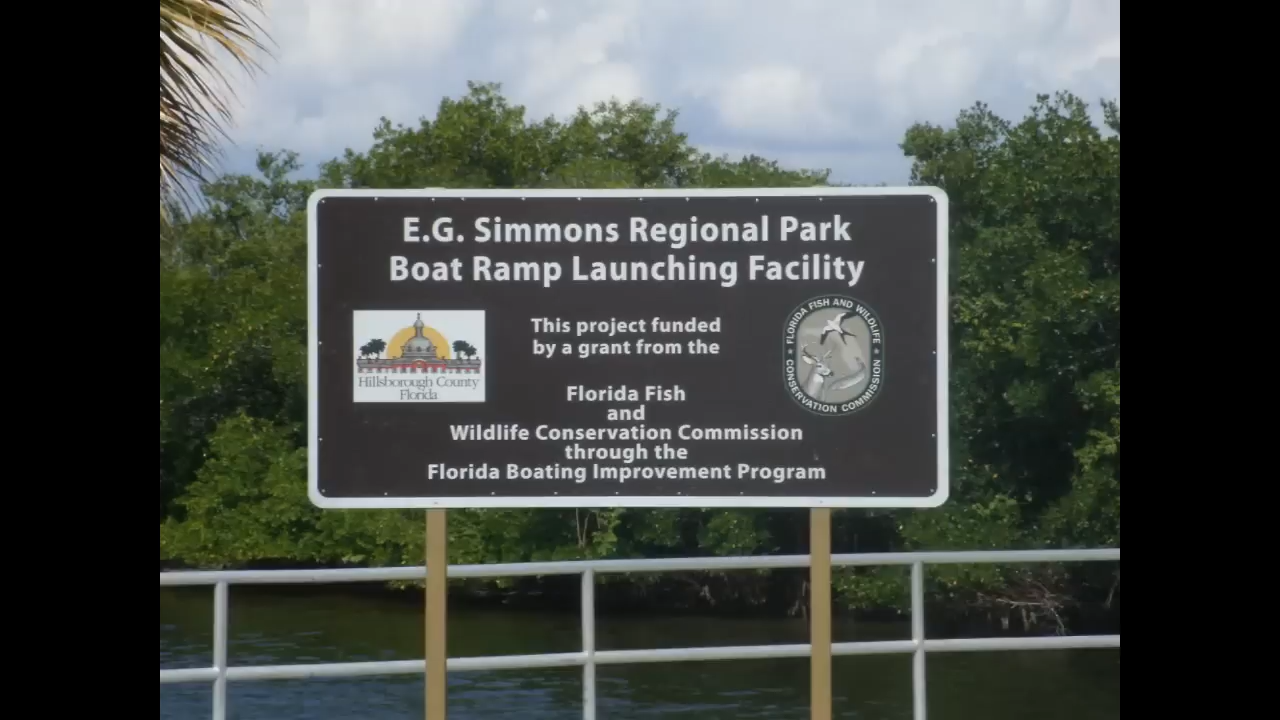 E.G. Simmons Regional Park
Boat Ramp Launching Facility
This project funded
by a grant from the
Hillsborough County
Florida
FLORIDA FISH AND WILDLIFE
CONSERVATION COMMISSION
Florida Fish
and
Wildlife Conservation Commission
through the
Florida Boating Improvement Program